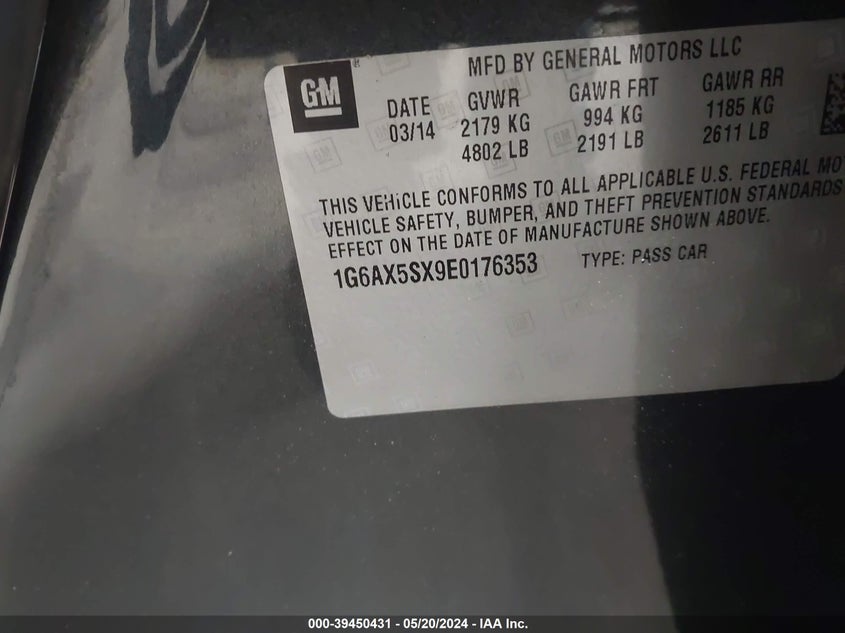 GM
MFD BY GENERAL MOTORS LLC
DATE GVWR GAWR FRT GAWR RR
03/14 2179 KG 994 KG 1185 KG
4802 LB 2191 LB 2611 LB
THIS VEHICLE CONFORMS TO ALL APPLICABLE U.S. FEDERAL MO
VEHICLE SAFETY, BUMPER, AND THEFT PREVENTION STANDARDS
EFFECT ON THE DATE OF MANUFACTURE SHOWN ABOVE.
1G6AX5SX9E0176353 TYPE: PASS CAR
000-39450431 - 05/20/2024 - IAA Inc.